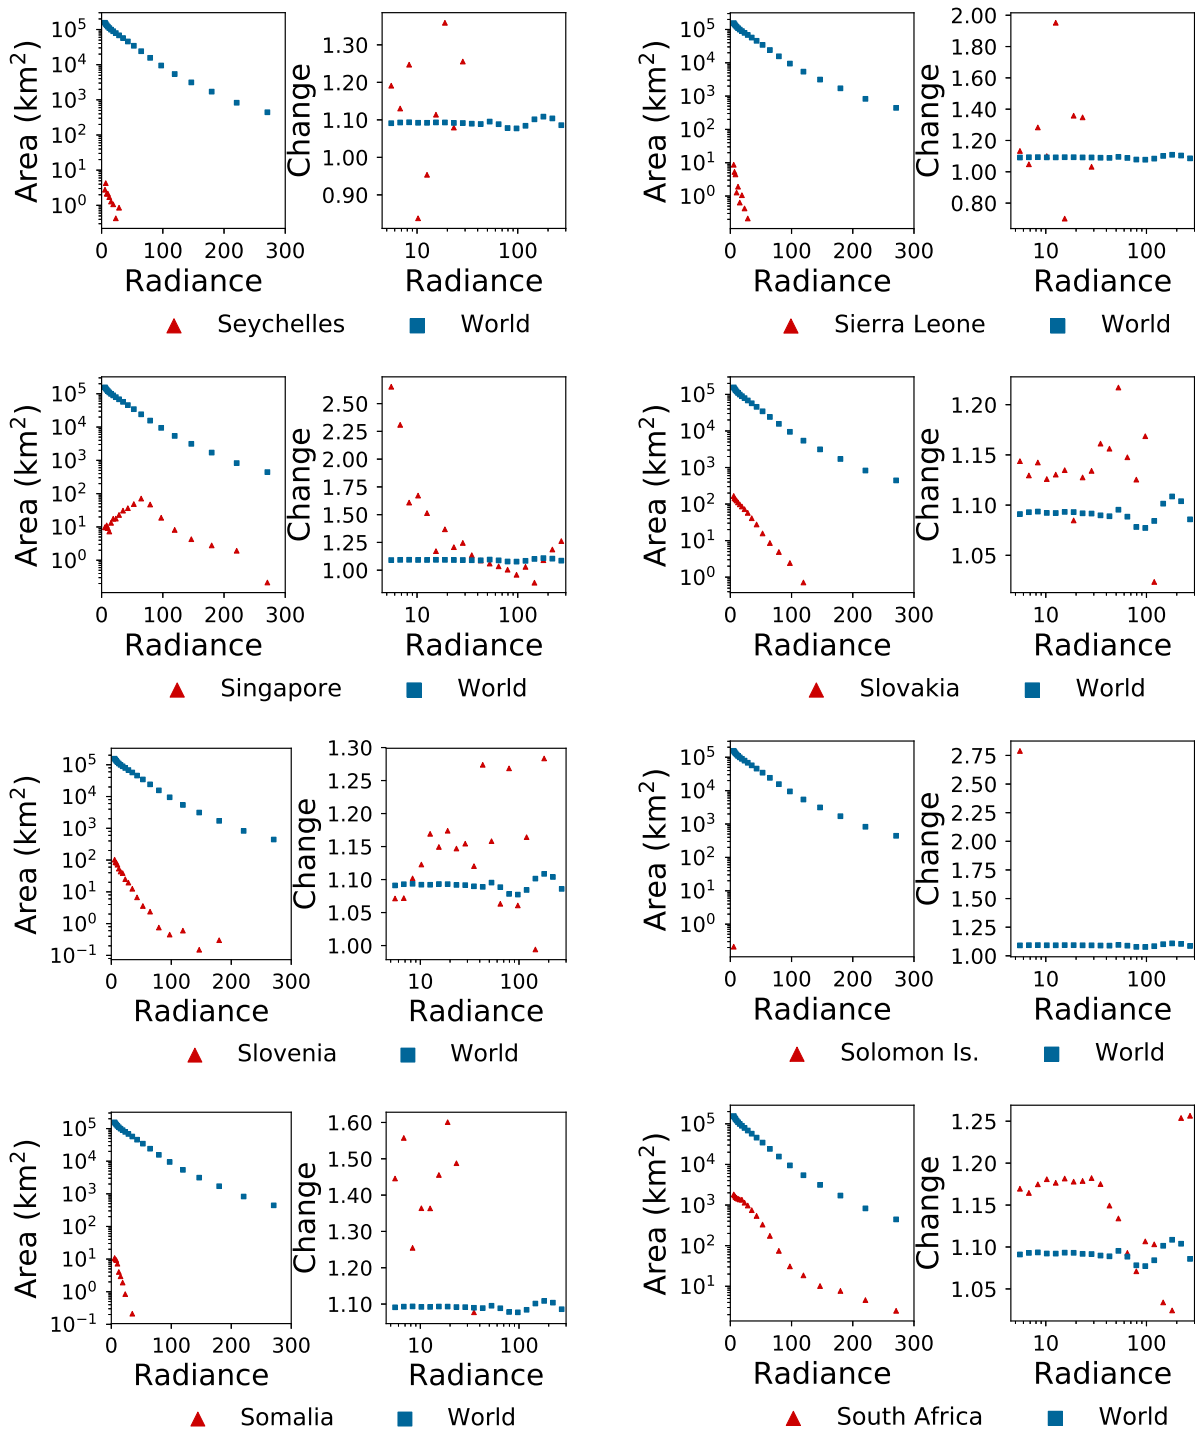 Area (km²)
10⁵
10⁴
10³
10²
10¹
10⁰
0 100 200 300
Radiance
Change
1.30
1.20
1.10
1.00
0.90
10 100
Radiance
Seychelles World
Area (km²)
10⁵
10⁴
10³
10²
10¹
10⁰
0 100 200 300
Radiance
Change
2.00
1.80
1.60
1.40
1.20
1.00
0.80
10 100
Radiance
Sierra Leone World
Area (km²)
10⁵
10⁴
10³
10²
10¹
10⁰
0 100 200 300
Radiance
Change
2.50
2.25
2.00
1.75
1.50
1.25
1.00
10 100
Radiance
Singapore World
Area (km²)
10⁵
10⁴
10³
10²
10¹
10⁰
0 100 200 300
Radiance
Change
1.20
1.15
1.10
1.05
10 100
Radiance
Slovakia World
Area (km²)
10⁵
10⁴
10³
10²
10¹
10⁰
10⁻¹
0 100 200 300
Radiance
Change
1.30
1.25
1.20
1.15
1.10
1.05
1.00
10 100
Radiance
Slovenia World
Area (km²)
10⁵
10⁴
10³
10²
10¹
10⁰
0 100 200 300
Radiance
Change
2.75
2.50
2.25
2.00
1.75
1.50
1.25
1.00
10 100
Radiance
Solomon Is. World
Area (km²)
10⁵
10⁴
10³
10²
10¹
10⁰
10⁻¹
0 100 200 300
Radiance
Change
1.60
1.50
1.40
1.30
1.20
1.10
10 100
Radiance
Somalia World
Area (km²)
10⁵
10⁴
10³
10²
10¹
0 100 200 300
Radiance
Change
1.25
1.20
1.15
1.10
1.05
10 100
Radiance
South Africa World